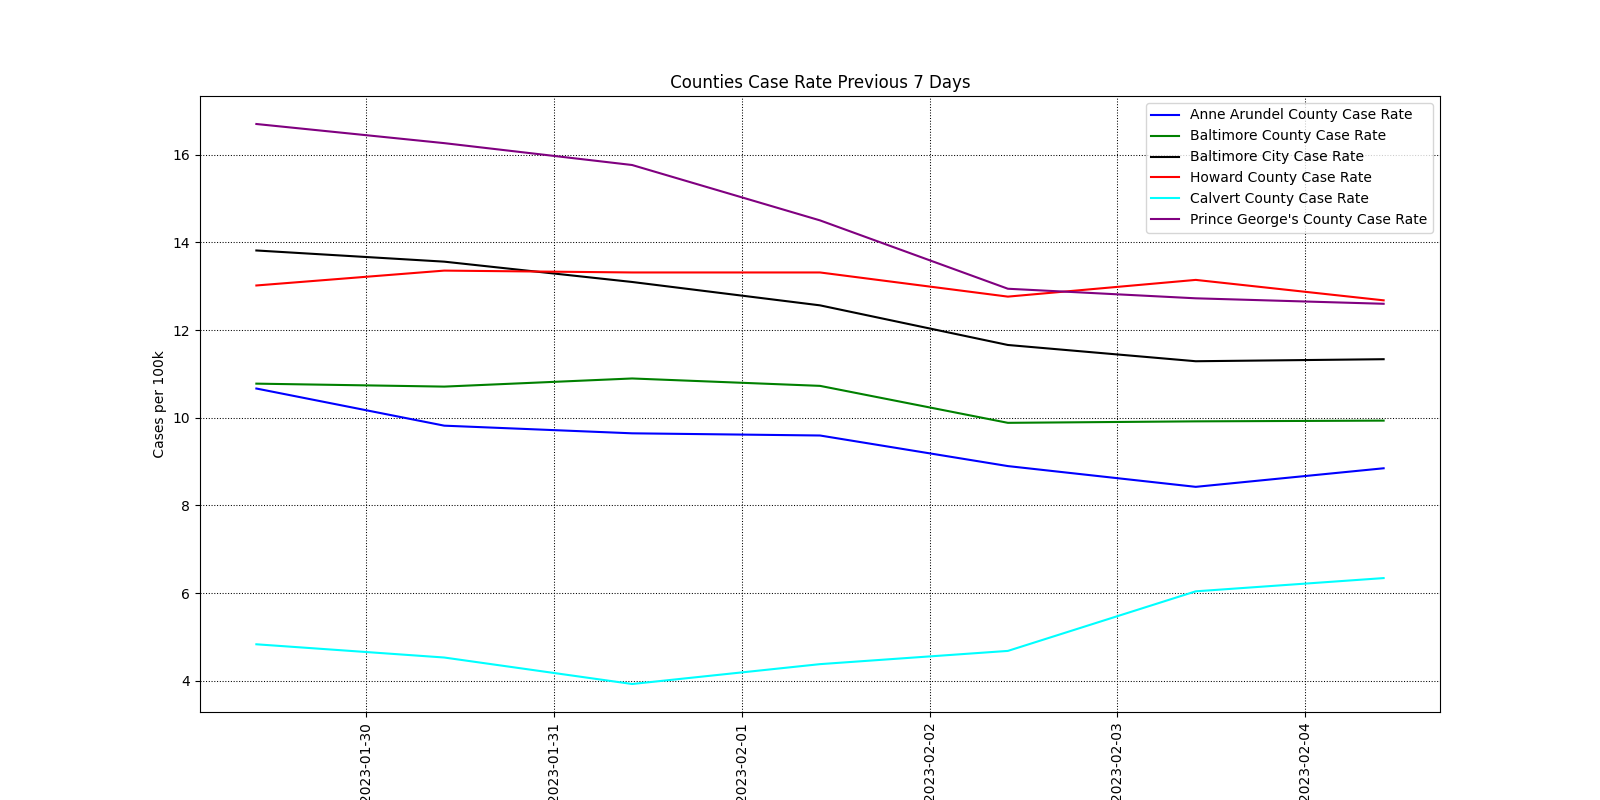 Counties Case Rate Previous 7 Days
Anne Arundel County Case Rate
Baltimore County Case Rate
Baltimore City Case Rate
Howard County Case Rate
Calvert County Case Rate
Prince George's County Case Rate
Cases per 100k
16
14
12
10
8
6
4
2023-01-30
2023-01-31
2023-02-01
2023-02-02
2023-02-03
2023-02-04